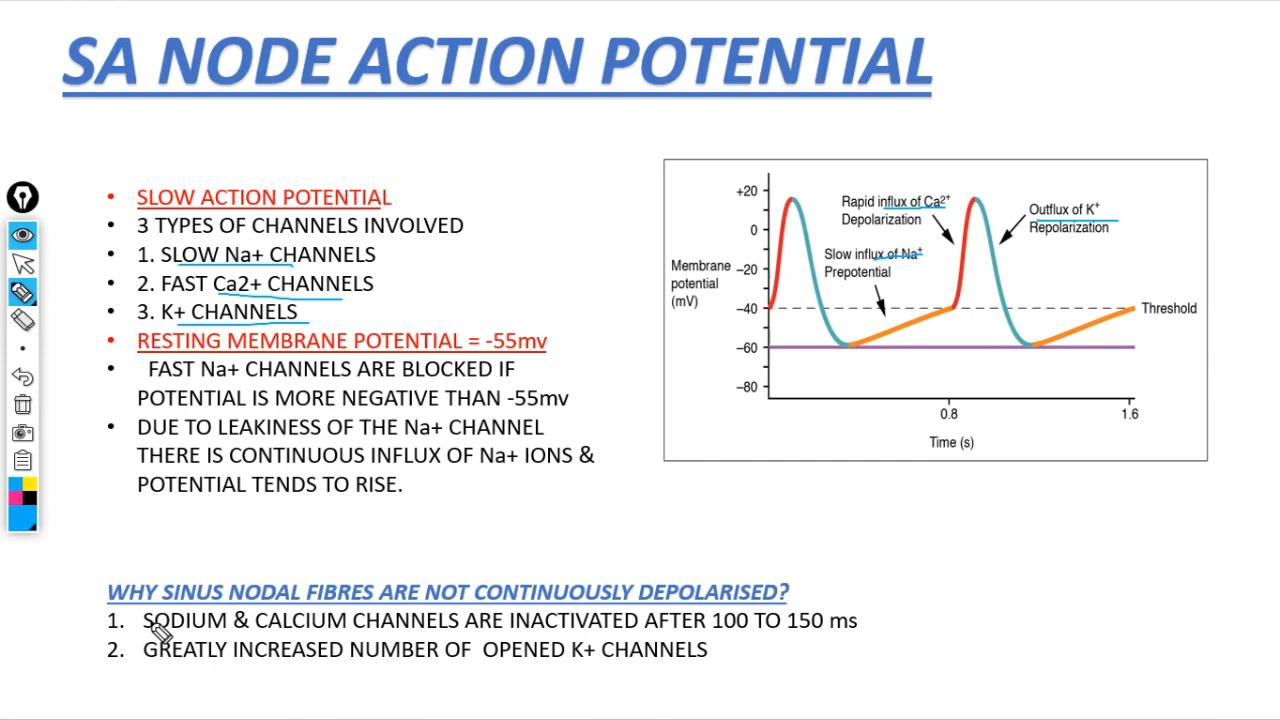 SA NODE ACTION POTENTIAL
• SLOW ACTION POTENTIAL
• 3 TYPES OF CHANNELS INVOLVED
• 1. SLOW Na+ CHANNELS
• 2. FAST Ca2+ CHANNELS
• 3. K+ CHANNELS
• RESTING MEMBRANE POTENTIAL = -55mv
• FAST Na+ CHANNELS ARE BLOCKED IF
POTENTIAL IS MORE NEGATIVE THAN -55mv
• DUE TO LEAKINESS OF THE Na+ CHANNEL
THERE IS CONTINUOUS INFLUX OF Na+ IONS &
POTENTIAL TENDS TO RISE.
Membrane
potential
(mV)
+20
0
–20
–40
–60
–80
Rapid influx of Ca²⁺
Depolarization
Slow influx of Na⁺
Prepotential
Outflux of K⁺
Repolarization
Threshold
0.8
1.6
Time (s)
WHY SINUS NODAL FIBRES ARE NOT CONTINUOUSLY DEPOLARISED?
1. SODIUM & CALCIUM CHANNELS ARE INACTIVATED AFTER 100 TO 150 ms
2. GREATLY INCREASED NUMBER OF OPENED K+ CHANNELS